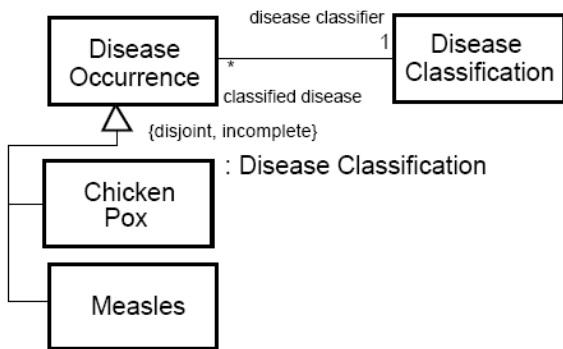 disease classifier
Disease
Occurrence
1
*
Disease
Classification
classified disease
{disjoint, incomplete}
: Disease Classification
Chicken
Pox
Measles